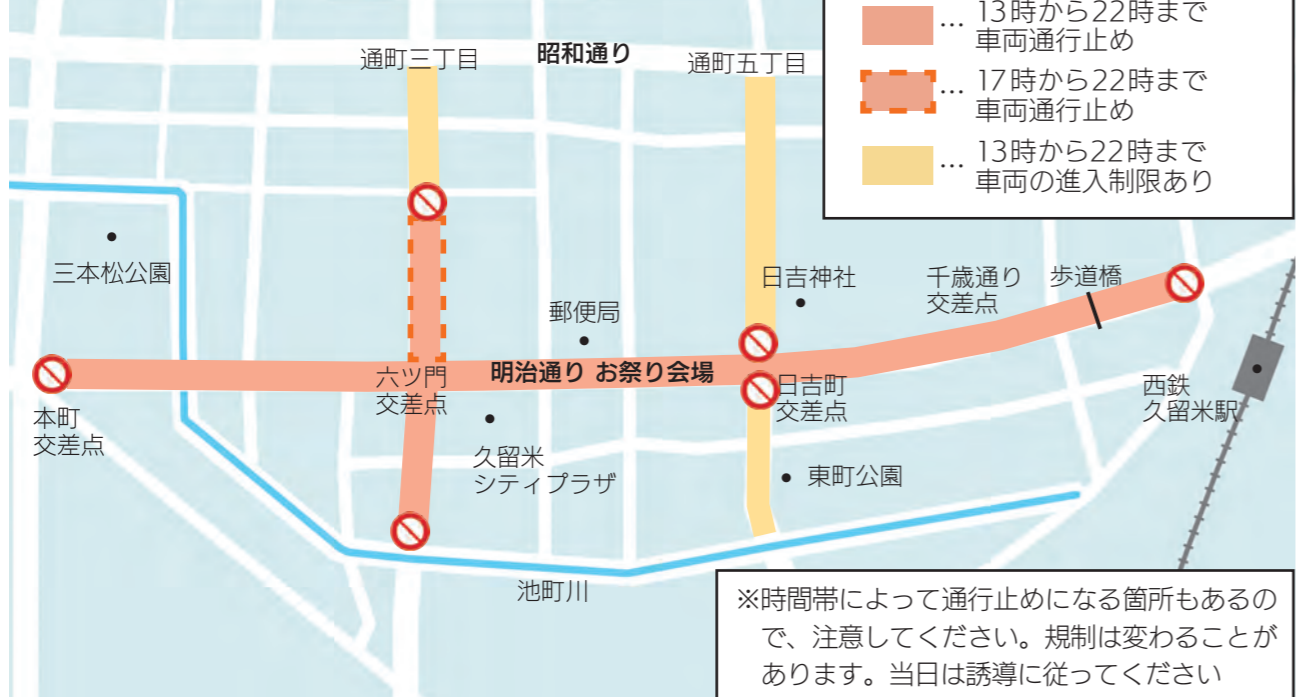 … 13時から22時まで
車両通行止め
… 17時から22時まで
車両通行止め
… 13時から22時まで
車両の進入制限あり
通町三丁目
昭和通り
通町五丁目
三本松公園
郵便局
日吉神社
千歳通り
交差点
歩道橋
本町
交差点
六ツ門
交差点
明治通り お祭り会場
日吉町
交差点
西鉄
久留米駅
久留米
シティプラザ
東町公園
池町川
※時間帯によって通行止めになる箇所もあるの
で、注意してください。規制は変わることが
あります。当日は誘導に従ってください